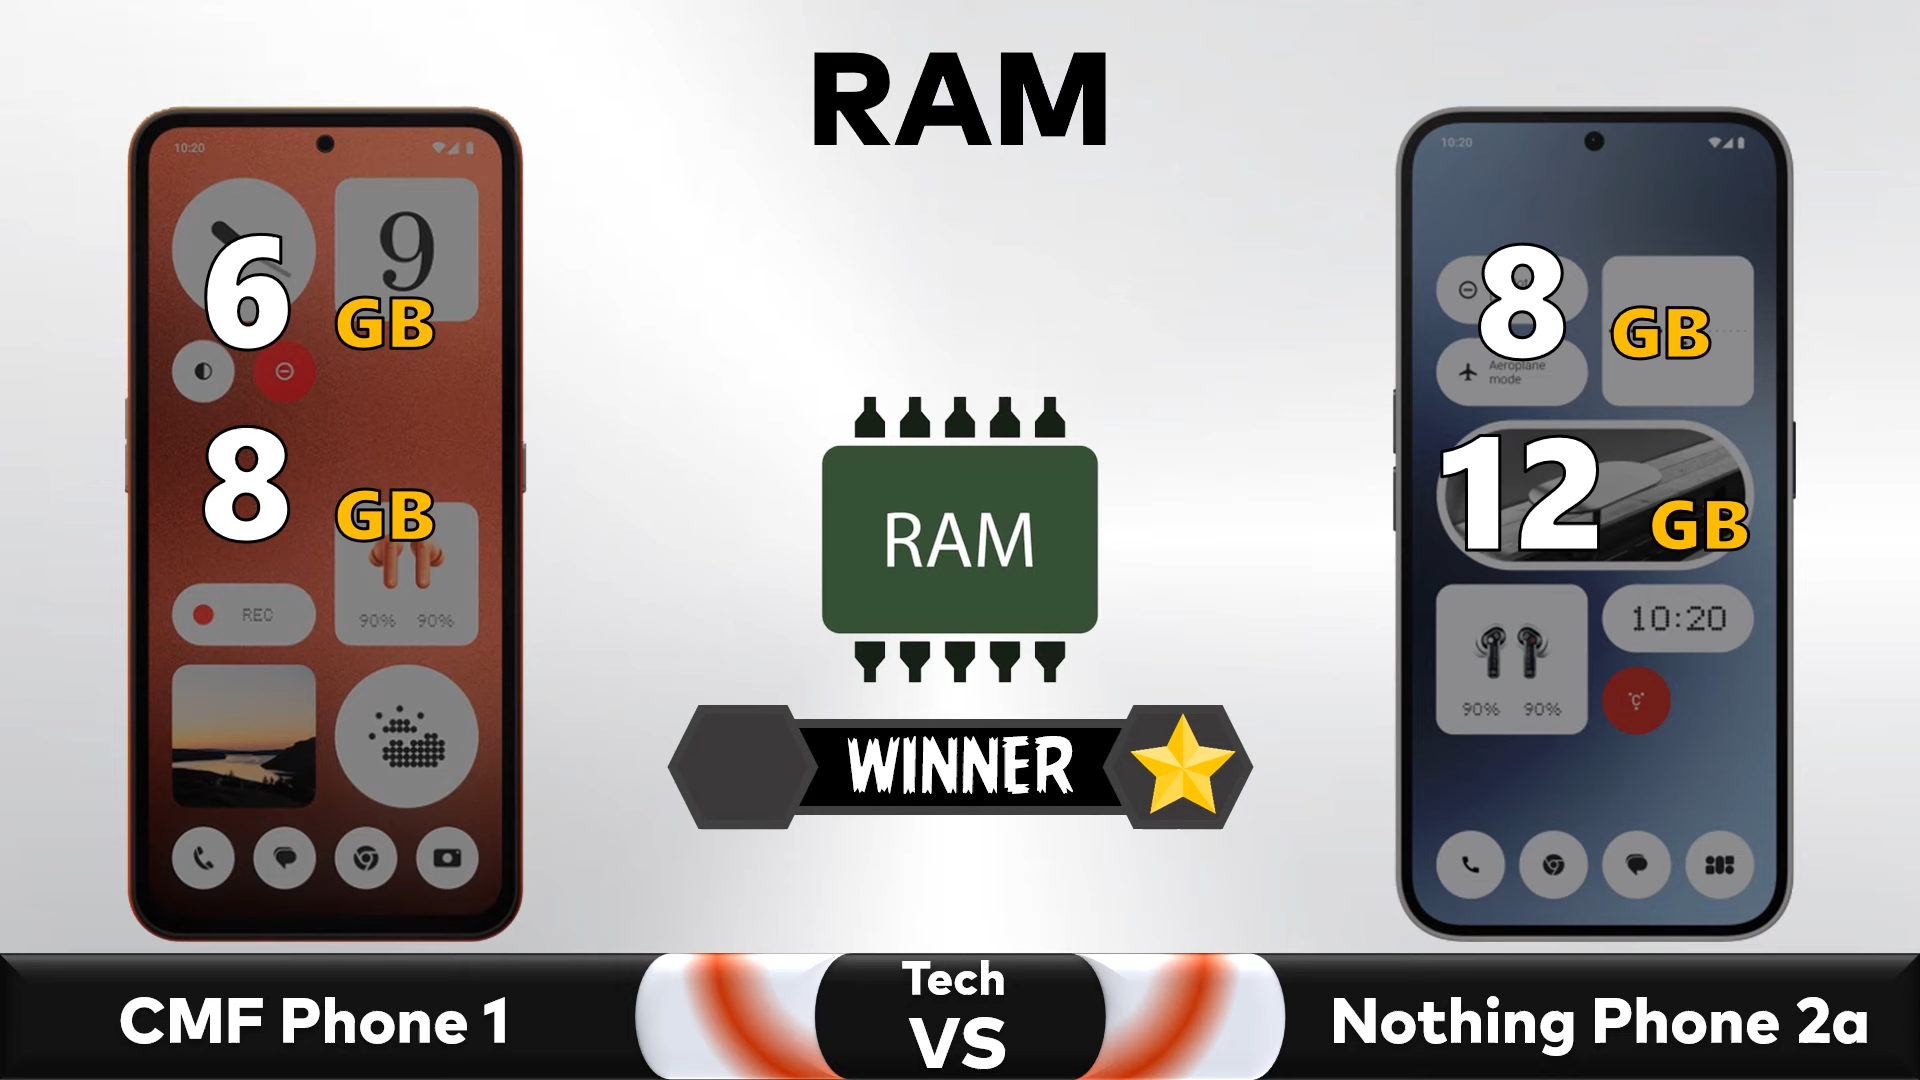 RAM
10:20
9
6 GB
8 GB
REC
90% 90%
RAM
WINNER
10:20
8 GB
Aeroplane
mode
12 GB
10:20
90% 90%
°C
CMF Phone 1
Tech
VS
Nothing Phone 2a